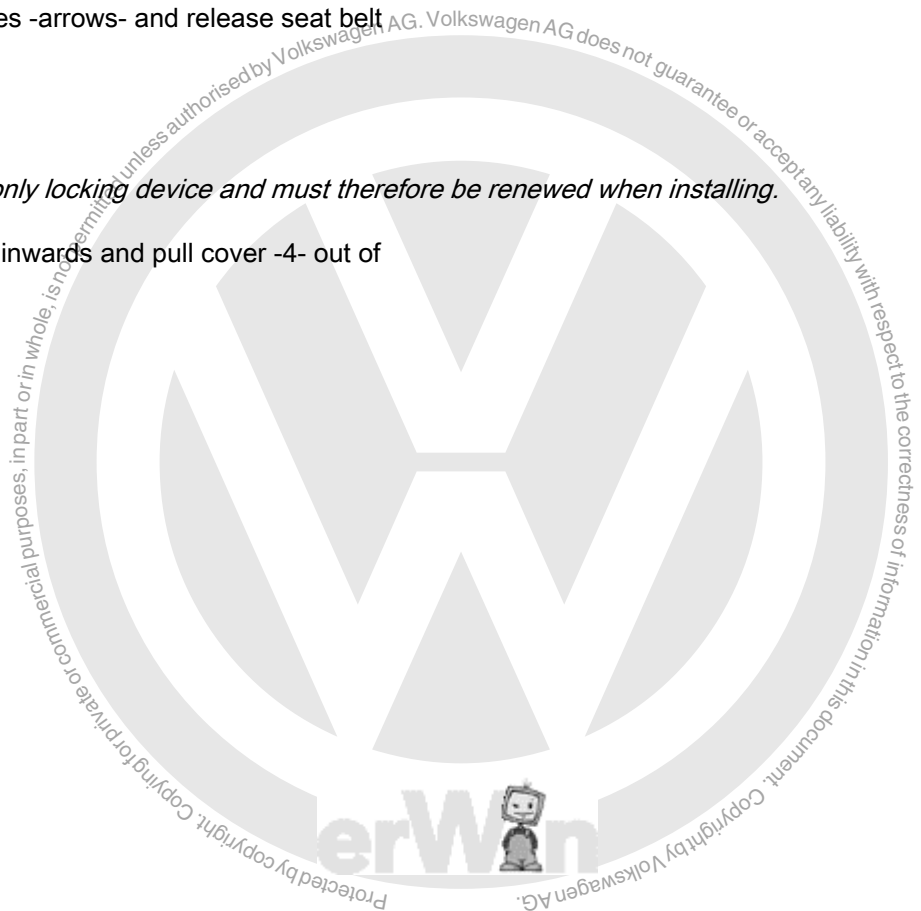 es -arrows- and release seat belt
only locking device and must therefore be renewed when installing.
inwards and pull cover -4- out of
Protected by copyright. Copying for private or commercial purposes, in part or in whole, is not permitted unless authorised by Volkswagen AG. Volkswagen AG does not guarantee or accept any liability with respect to the correctness of information in this document. Copyright by Volkswagen AG.
erWin